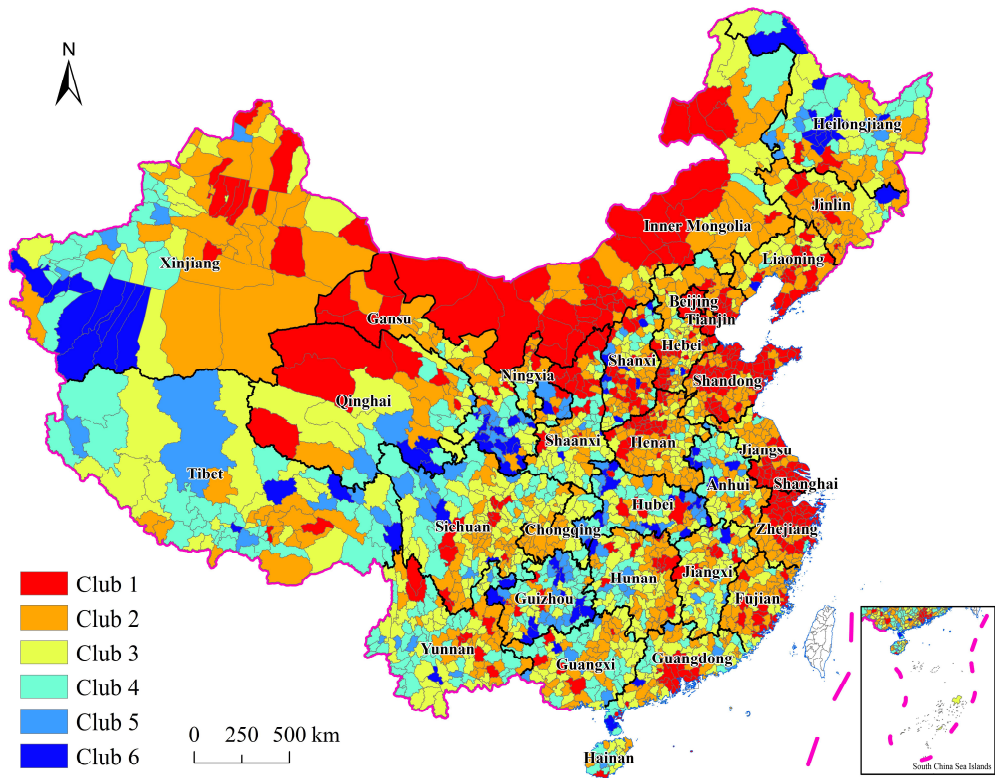 N
Heilongjiang
Jinlin
Inner Mongolia
Liaoning
Xinjiang
Beijing
Tianjin
Gansu
Hebei
Shanxi
Ningxia
Shandong
Qinghai
Shaanxi
Henan
Jiangsu
Tibet
Anhui
Shanghai
Hubei
Sichuan
Chongqing
Zhejiang
Hunan
Jiangxi
Guizhou
Fujian
Yunnan
Guangxi
Guangdong
Hainan
Club 1
Club 2
Club 3
Club 4
Club 5
Club 6
0 250 500 km
South China Sea Islands